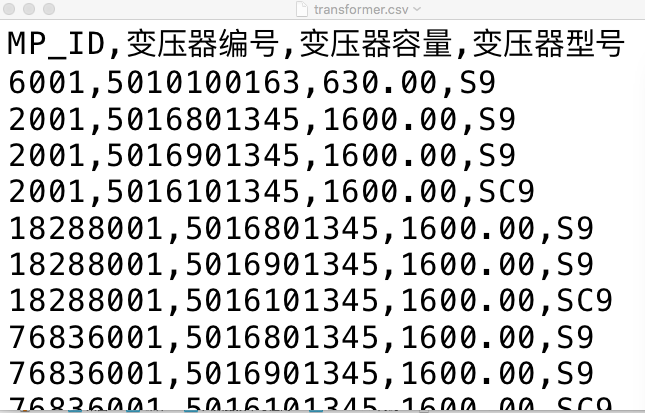 transformer.csv
MP_ID,变压器编号,变压器容量,变压器型号
6001,5010100163,630.00,S9
2001,5016801345,1600.00,S9
2001,5016901345,1600.00,S9
2001,5016101345,1600.00,SC9
18288001,5016801345,1600.00,S9
18288001,5016901345,1600.00,S9
18288001,5016101345,1600.00,SC9
76836001,5016801345,1600.00,S9
76836001,5016901345,1600.00,S9
76836001,5016101345,1600.00,SC9